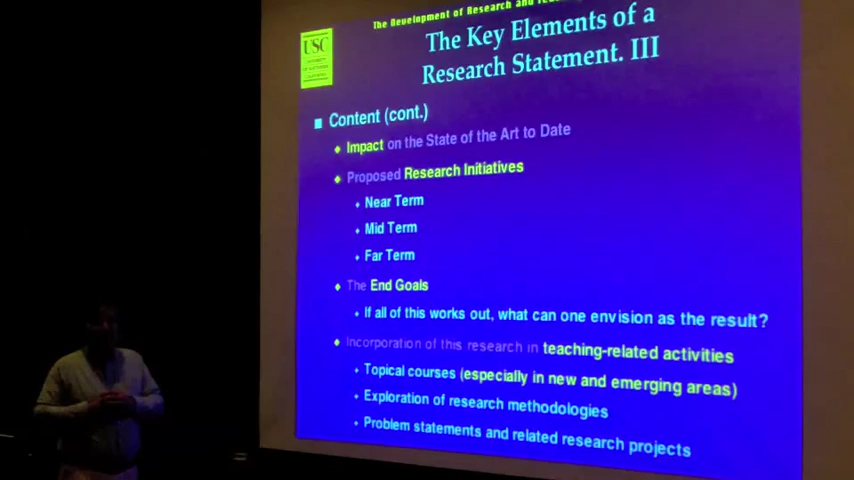 The Development of Research and
USC
The Key Elements of a
Research Statement. III
Content (cont.)
Impact on the State of the Art to Date
Proposed Research Initiatives
Near Term
Mid Term
Far Term
The End Goals
If all of this works out, what can one envision as the result?
Incorporation of this research in teaching-related activities
Topical courses (especially in new and emerging areas)
Exploration of research methodologies
Problem statements and related research projects